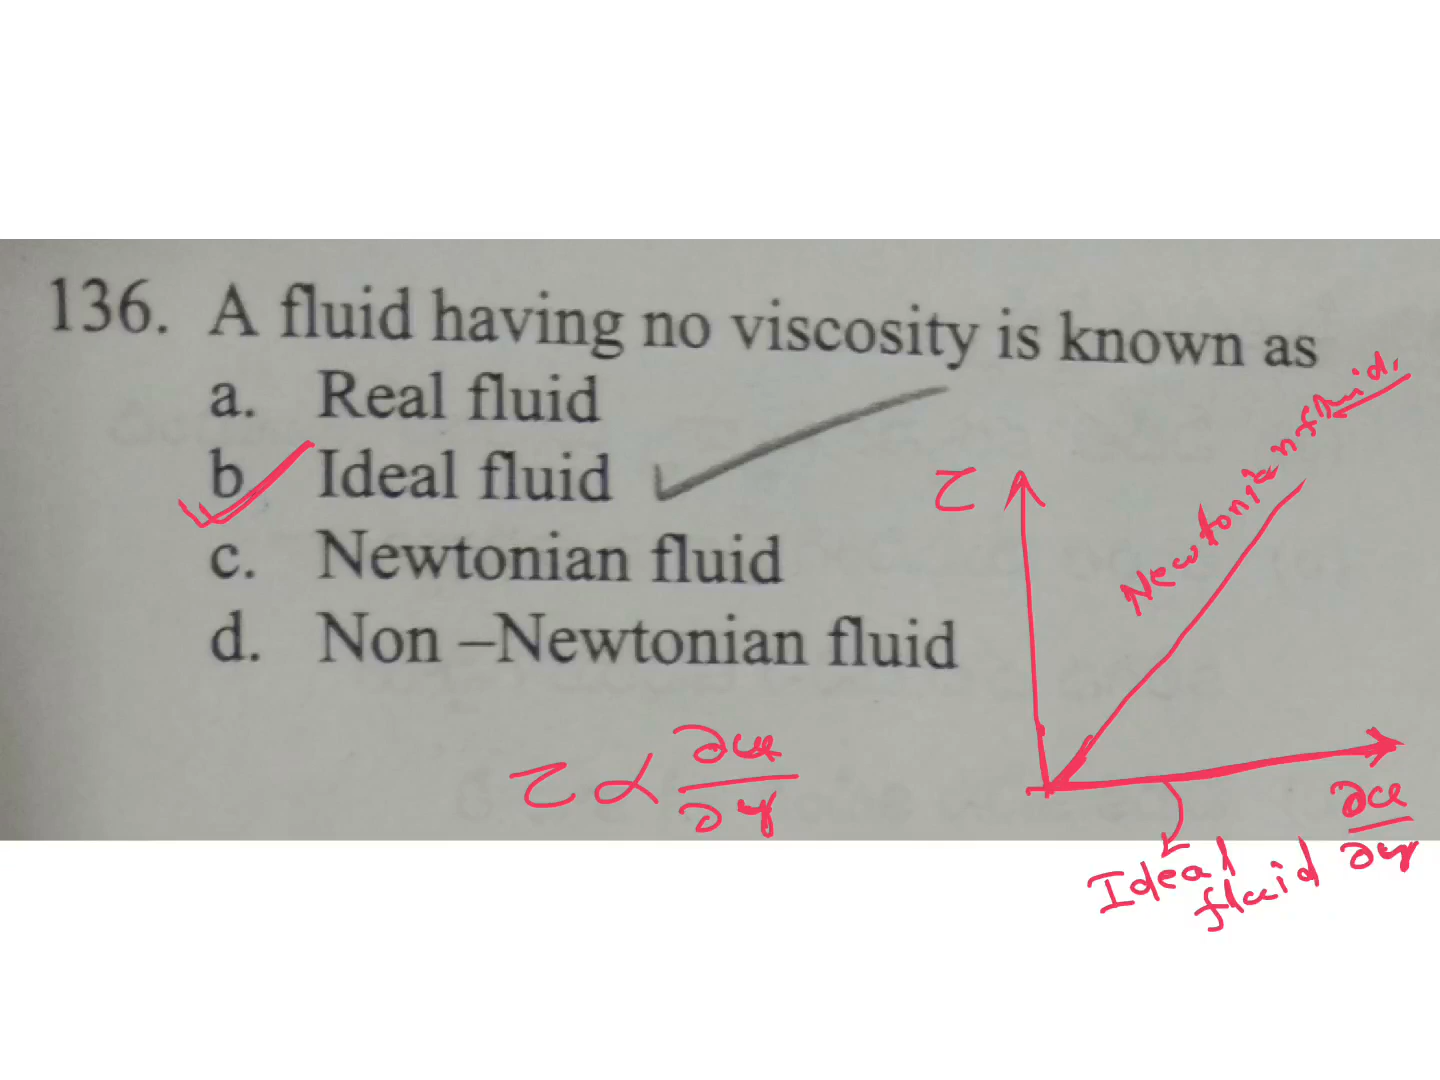 136. A fluid having no viscosity is known as
a. Real fluid
b Ideal fluid
c. Newtonian fluid
d. Non –Newtonian fluid
τ
Newtonian fluid.
τ ∝ ∂u/∂y
∂u/∂y
Ideal
fluid